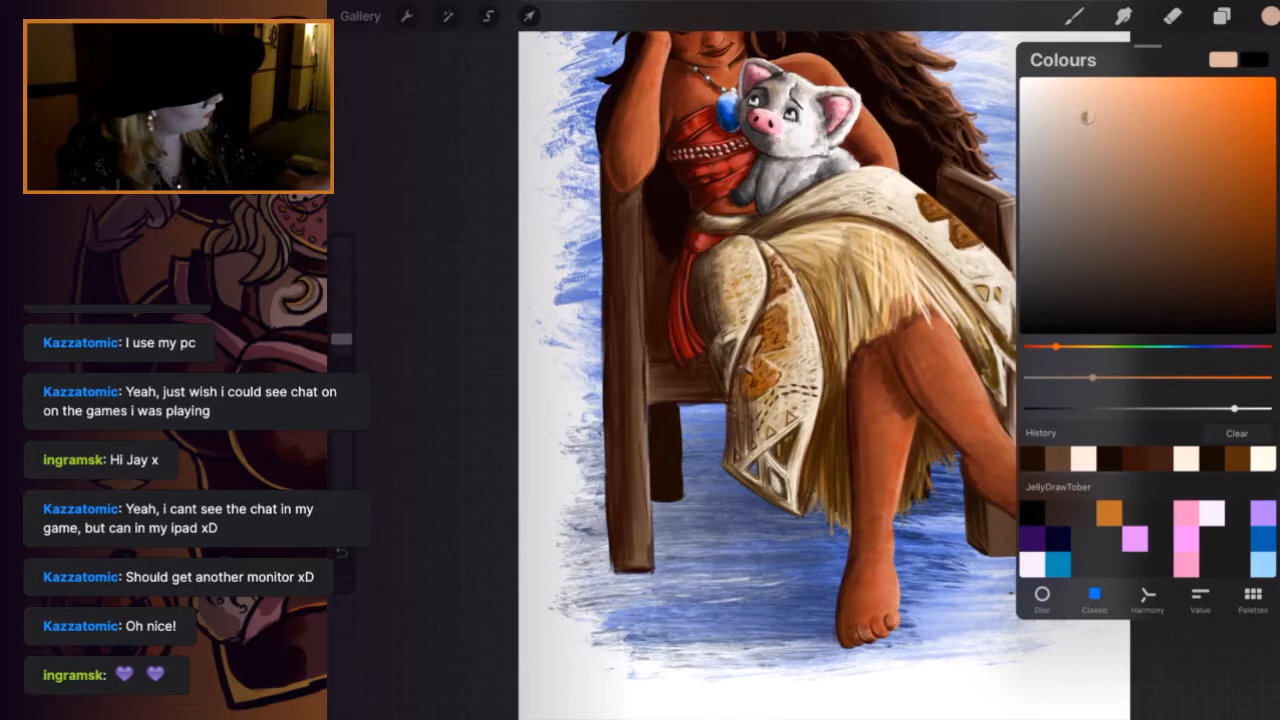 Gallery
Colours
Kazzatomic: I use my pc
Kazzatomic: Yeah, just wish i could see chat on
on the games i was playing
ingramsk: Hi Jay x
Kazzatomic: Yeah, i cant see the chat in my
game, but can in my ipad xD
Kazzatomic: Should get another monitor xD
Kazzatomic: Oh nice!
ingramsk: 💜 💜
History
Clear
JellyDrawTober
Disc
Classic
Harmony
Value
Palettes